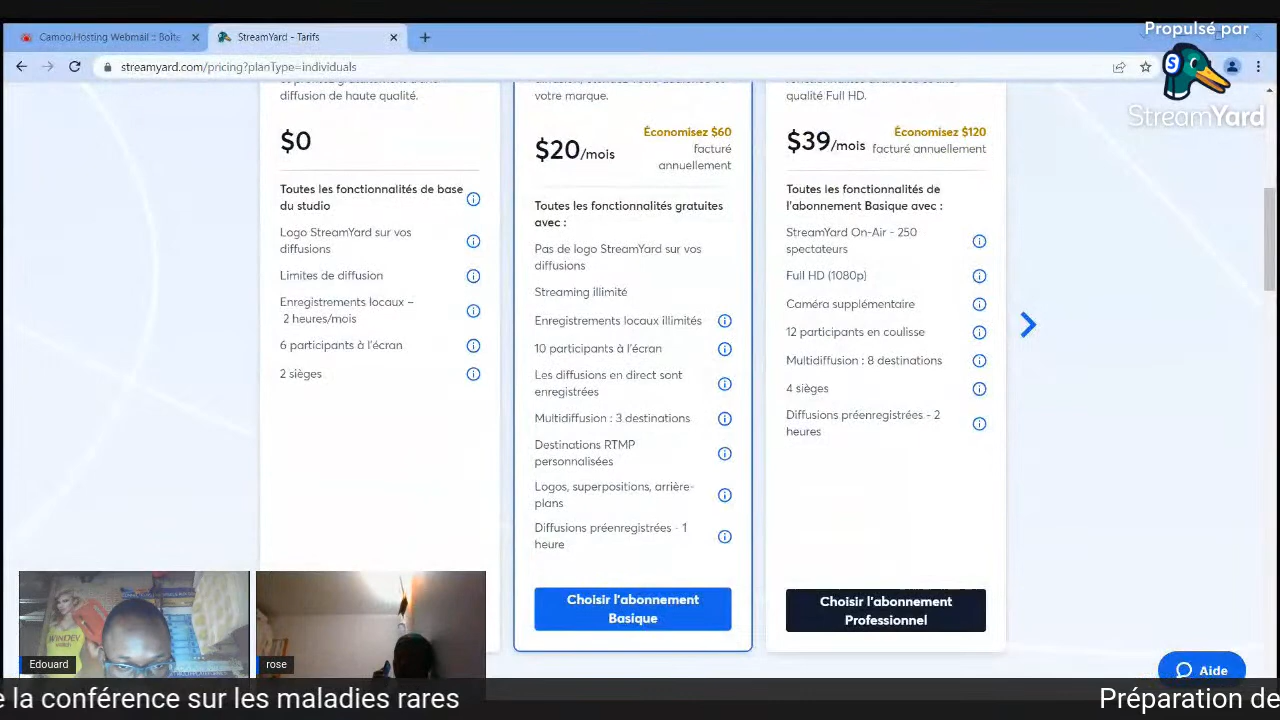 Camoo.Hosting Webmail :: Boîte
StreamYard - Tarifs
streamyard.com/pricing?planType=individuals
Propulsé par
StreamYard
diffusion de haute qualité.
$0
Toutes les fonctionnalités de base
du studio
Logo StreamYard sur vos
diffusions
Limites de diffusion
Enregistrements locaux –
2 heures/mois
6 participants à l'écran
2 sièges
votre marque.
$20/mois
Économisez $60
facturé
annuellement
Toutes les fonctionnalités gratuites
avec :
Pas de logo StreamYard sur vos
diffusions
Streaming illimité
Enregistrements locaux illimités
10 participants à l'écran
Les diffusions en direct sont
enregistrées
Multidiffusion : 3 destinations
Destinations RTMP
personnalisées
Logos, superpositions, arrière-
plans
Diffusions préenregistrées - 1
heure
Choisir l'abonnement
Basique
qualité Full HD.
$39/mois
Économisez $120
facturé annuellement
Toutes les fonctionnalités de
l'abonnement Basique avec :
StreamYard On-Air - 250
spectateurs
Full HD (1080p)
Caméra supplémentaire
12 participants en coulisse
Multidiffusion : 8 destinations
4 sièges
Diffusions préenregistrées - 2
heures
Choisir l'abonnement
Professionnel
Aide
WINDEV
Edouard
rose
e la conférence sur les maladies rares
Préparation de